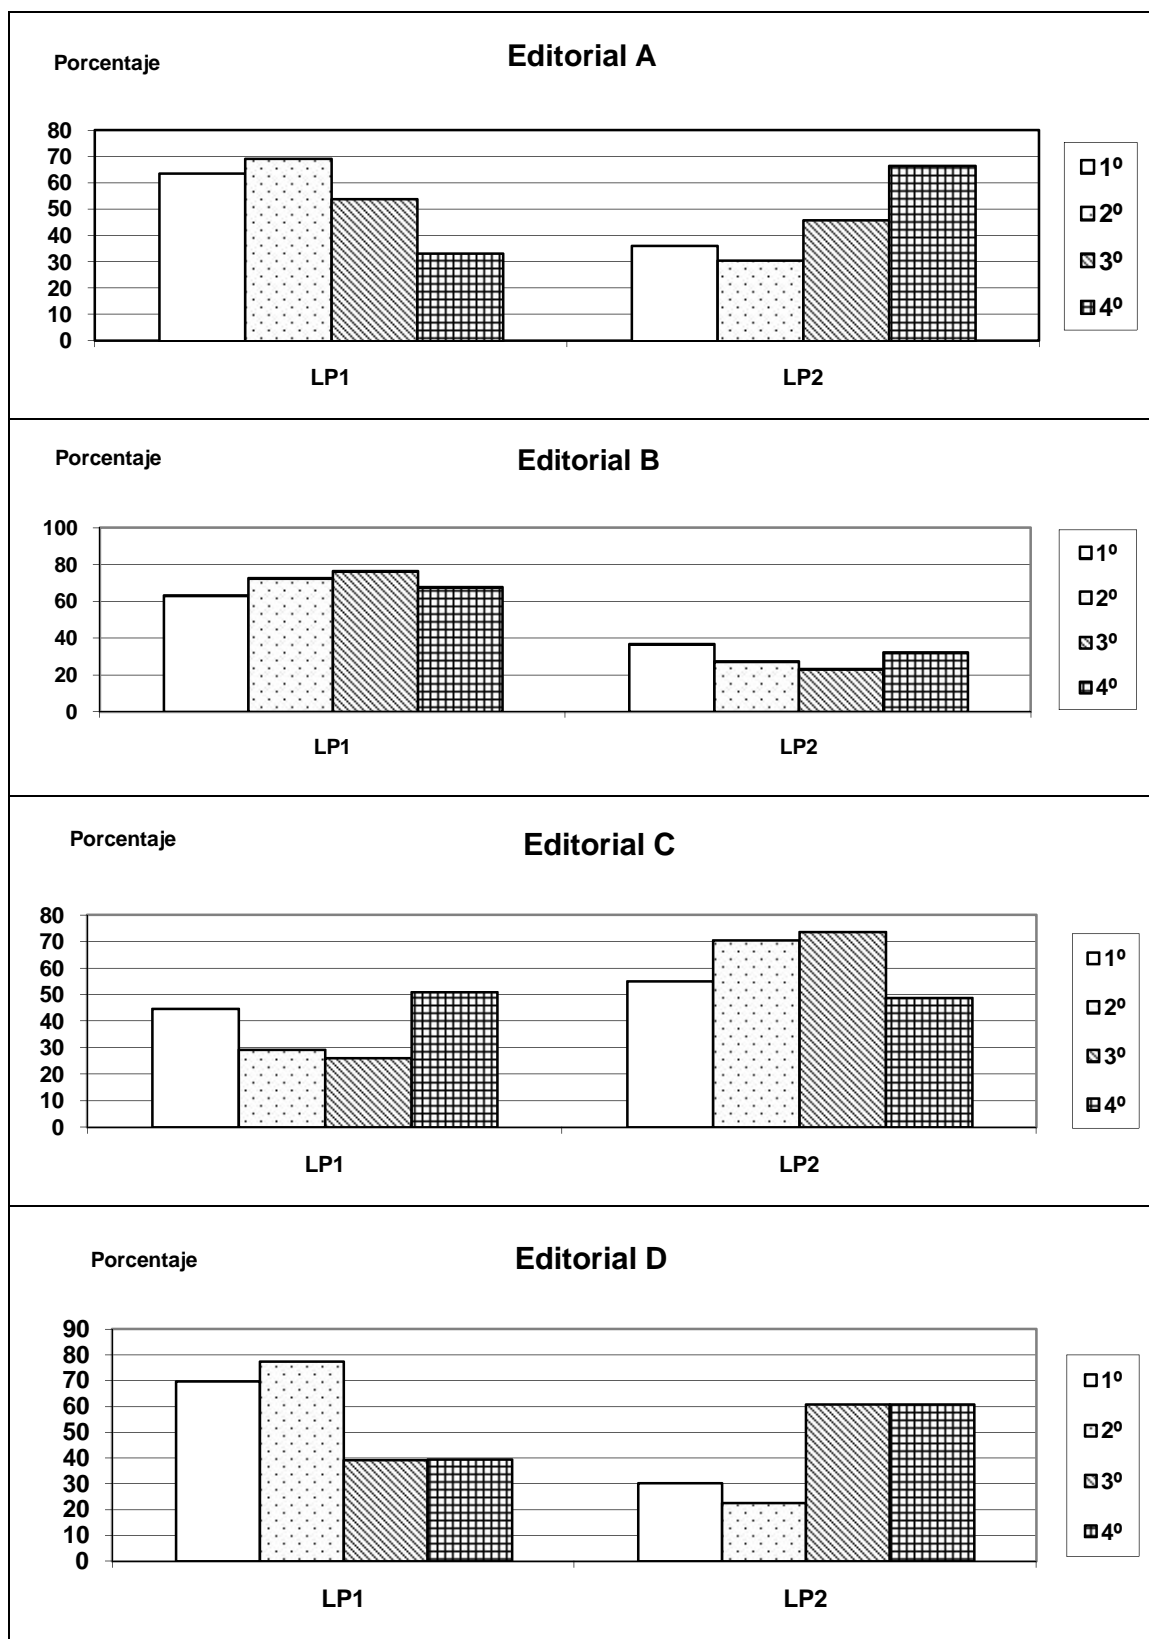 Editorial A
Porcentaje
80
70
60
50
40
30
20
10
0
LP1
LP2
1º
2º
3º
4º
Editorial B
Porcentaje
100
80
60
40
20
0
LP1
LP2
1º
2º
3º
4º
Editorial C
Porcentaje
80
70
60
50
40
30
20
10
0
LP1
LP2
1º
2º
3º
4º
Editorial D
Porcentaje
90
80
70
60
50
40
30
20
10
0
LP1
LP2
1º
2º
3º
4º